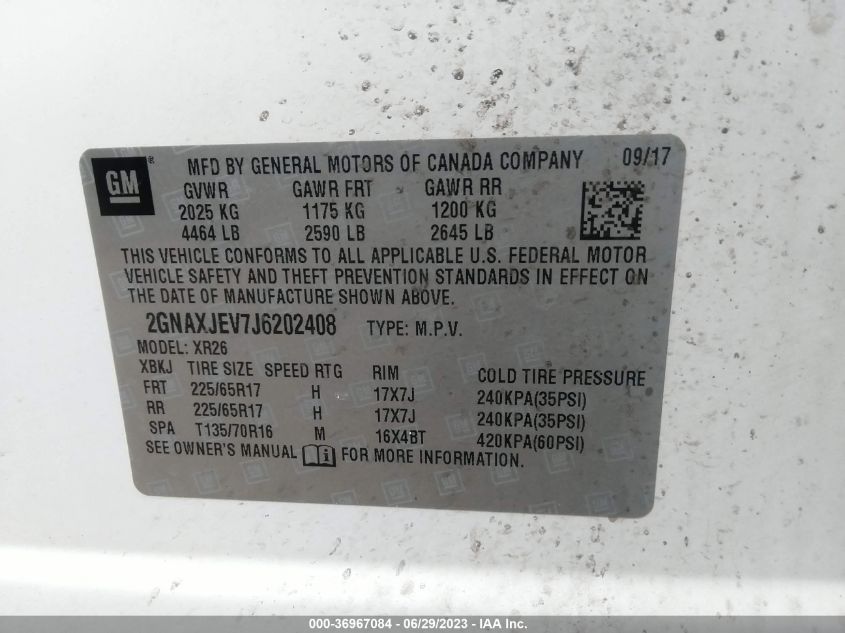 GM ® MFD BY GENERAL MOTORS OF CANADA COMPANY 09/17
GVWR GAWR FRT GAWR RR
2025 KG 1175 KG 1200 KG
4464 LB 2590 LB 2645 LB
THIS VEHICLE CONFORMS TO ALL APPLICABLE U.S. FEDERAL MOTOR
VEHICLE SAFETY AND THEFT PREVENTION STANDARDS IN EFFECT ON
THE DATE OF MANUFACTURE SHOWN ABOVE.
2GNAXJEV7J6202408 TYPE: M.P.V.
MODEL: XR26
XBKJ TIRE SIZE SPEED RTG RIM COLD TIRE PRESSURE
FRT 225/65R17 H 17X7J 240KPA(35PSI)
RR 225/65R17 H 17X7J 240KPA(35PSI)
SPA T135/70R16 M 16X4BT 420KPA(60PSI)
SEE OWNER'S MANUAL i FOR MORE INFORMATION.
000-36967084 - 06/29/2023 - IAA Inc.